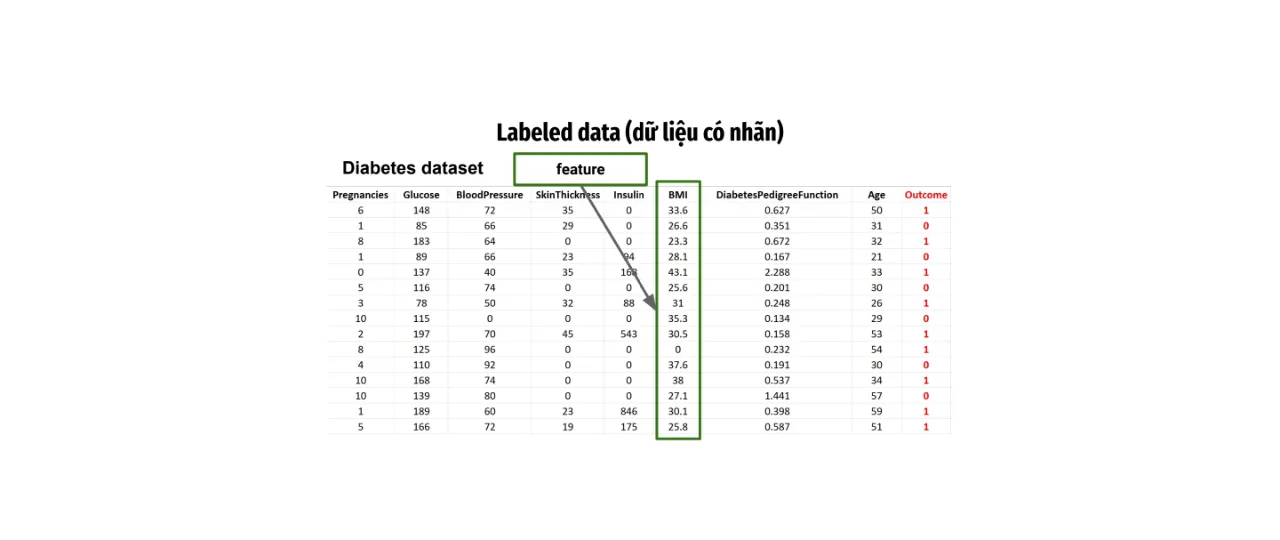 Labeled data (dữ liệu có nhãn)
Diabetes dataset feature
Pregnancies Glucose BloodPressure SkinThickness Insulin BMI DiabetesPedigreeFunction Age Outcome
6 148 72 35 0 33.6 0.627 50 1
1 85 66 29 0 26.6 0.351 31 0
8 183 64 0 0 23.3 0.672 32 1
1 89 66 23 94 28.1 0.167 21 0
0 137 40 35 168 43.1 2.288 33 1
5 116 74 0 0 25.6 0.201 30 0
3 78 50 32 88 31 0.248 26 1
10 115 0 0 0 35.3 0.134 29 0
2 197 70 45 543 30.5 0.158 53 1
8 125 96 0 0 0 0.232 54 1
4 110 92 0 0 37.6 0.191 30 0
10 168 74 0 0 38 0.537 34 1
10 139 80 0 0 27.1 1.441 57 0
1 189 60 23 846 30.1 0.398 59 1
5 166 72 19 175 25.8 0.587 51 1